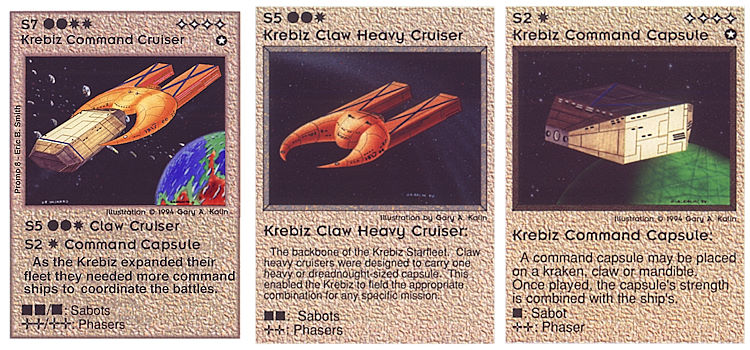 S7
Krebiz Command Cruiser
Promo 8 - Eric B. Smith
Illustration © 1994 Gary A. Kalin
S5 Claw Cruiser
S2 Command Capsule
As the Krebiz expanded their
fleet they needed more command
ships to coordinate the battles.
: Sabots
: Phasers
S5
Krebiz Claw Heavy Cruiser
Illustration by Gary A. Kalin
Krebiz Claw Heavy Cruiser:
The backbone of the Krebiz Starfleet. Claw
heavy cruisers were designed to carry one
heavy or dreadnought-sized capsule. This
enabled the Krebiz to field the appropriate
combination for any specific mission.
: Sabots
: Phasers
S2
Krebiz Command Capsule
Illustration © 1994 Gary A. Kalin
Krebiz Command Capsule:
A command capsule may be placed
on a kraken, claw or mandible.
Once played, the capsule's strength
is combined with the ship's.
: Sabot
: Phaser